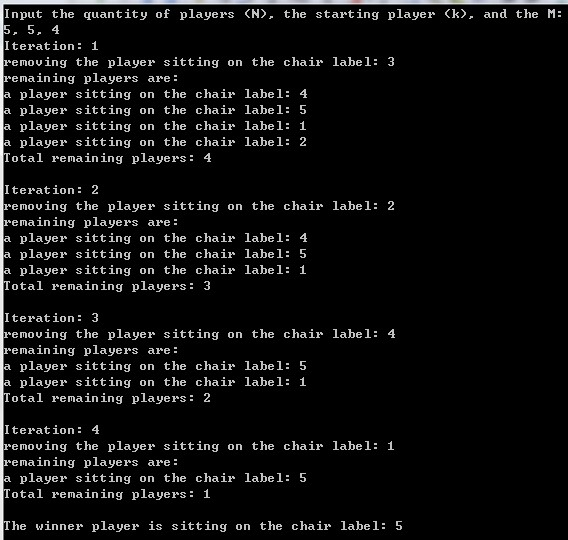 Input the quantity of players (N), the starting player (k), and the M:
5, 5, 4
Iteration: 1
removing the player sitting on the chair label: 3
remaining players are:
a player sitting on the chair label: 4
a player sitting on the chair label: 5
a player sitting on the chair label: 1
a player sitting on the chair label: 2
Total remaining players: 4
Iteration: 2
removing the player sitting on the chair label: 2
remaining players are:
a player sitting on the chair label: 4
a player sitting on the chair label: 5
a player sitting on the chair label: 1
Total remaining players: 3
Iteration: 3
removing the player sitting on the chair label: 4
remaining players are:
a player sitting on the chair label: 5
a player sitting on the chair label: 1
Total remaining players: 2
Iteration: 4
removing the player sitting on the chair label: 1
remaining players are:
a player sitting on the chair label: 5
Total remaining players: 1
The winner player is sitting on the chair label: 5